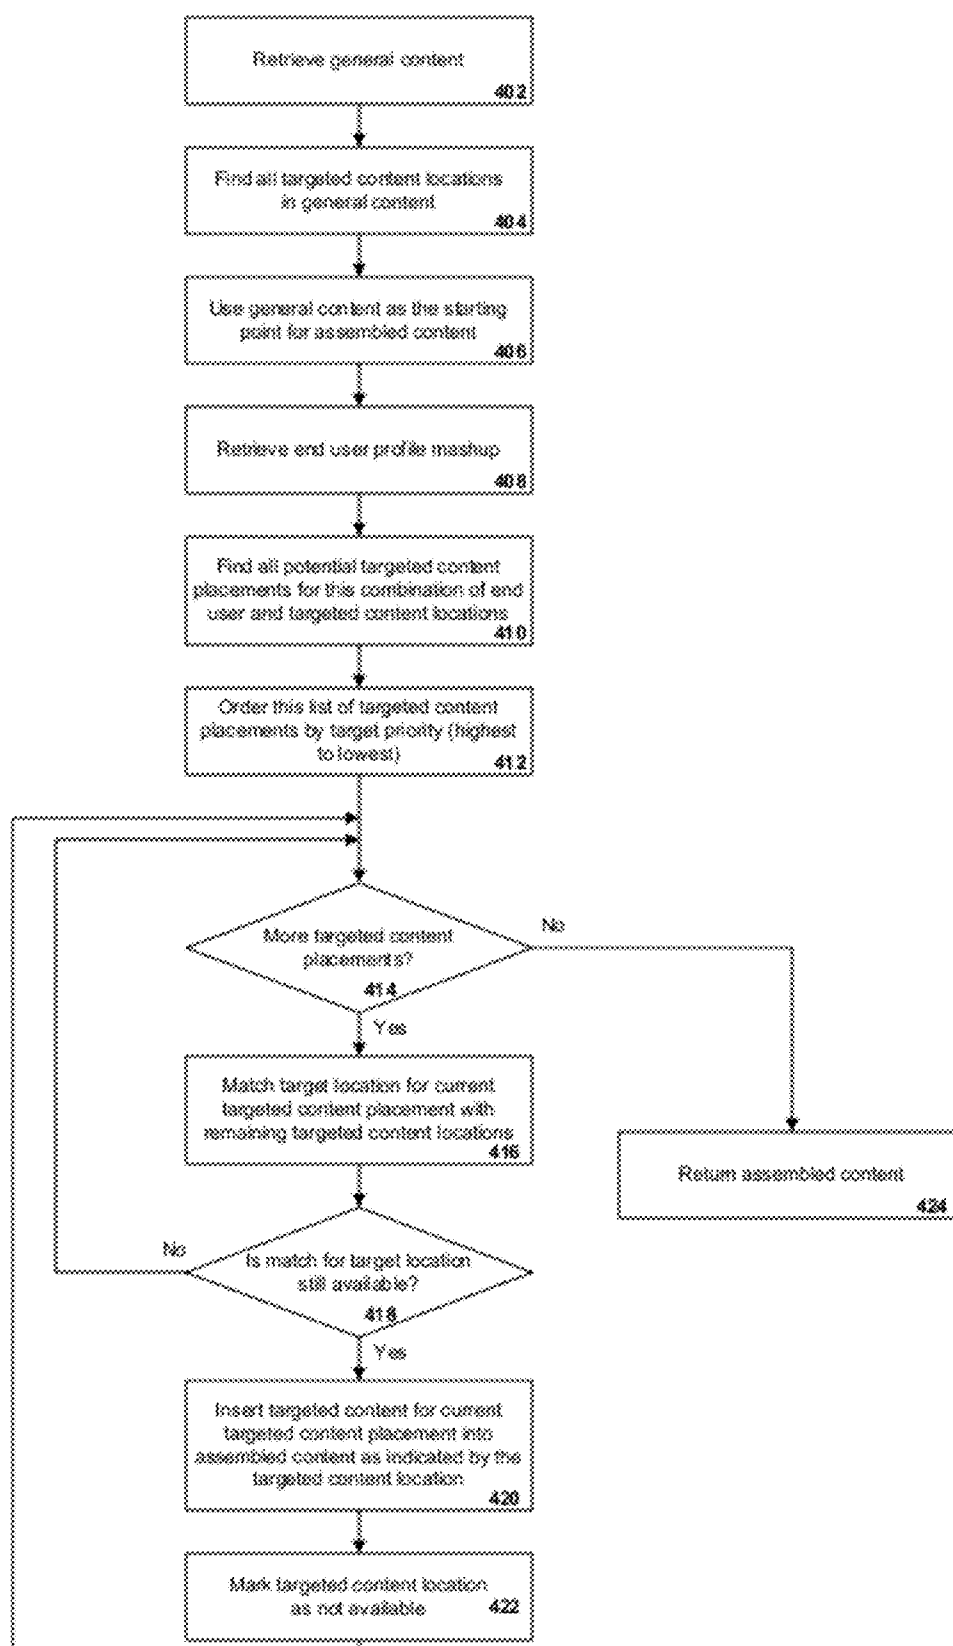 Retrieve general content
402
Find all targeted content locations
in general content
404
Use general content as the starting
point for assembled content
406
Retrieve end user profile mashup
408
Find all potential targeted content
placements for this combination of end
user and targeted content locations
410
Order this list of targeted content
placements by target priority (highest
to lowest)
412
More targeted content
placements?
414
No
Yes
Match target location for current
targeted content placement with
remaining targeted content locations
416
Return assembled content
424
Is match for target location
still available?
418
No
Yes
Insert targeted content for current
targeted content placement into
assembled content as indicated by the
targeted content location
420
Mark targeted content location
as not available
422